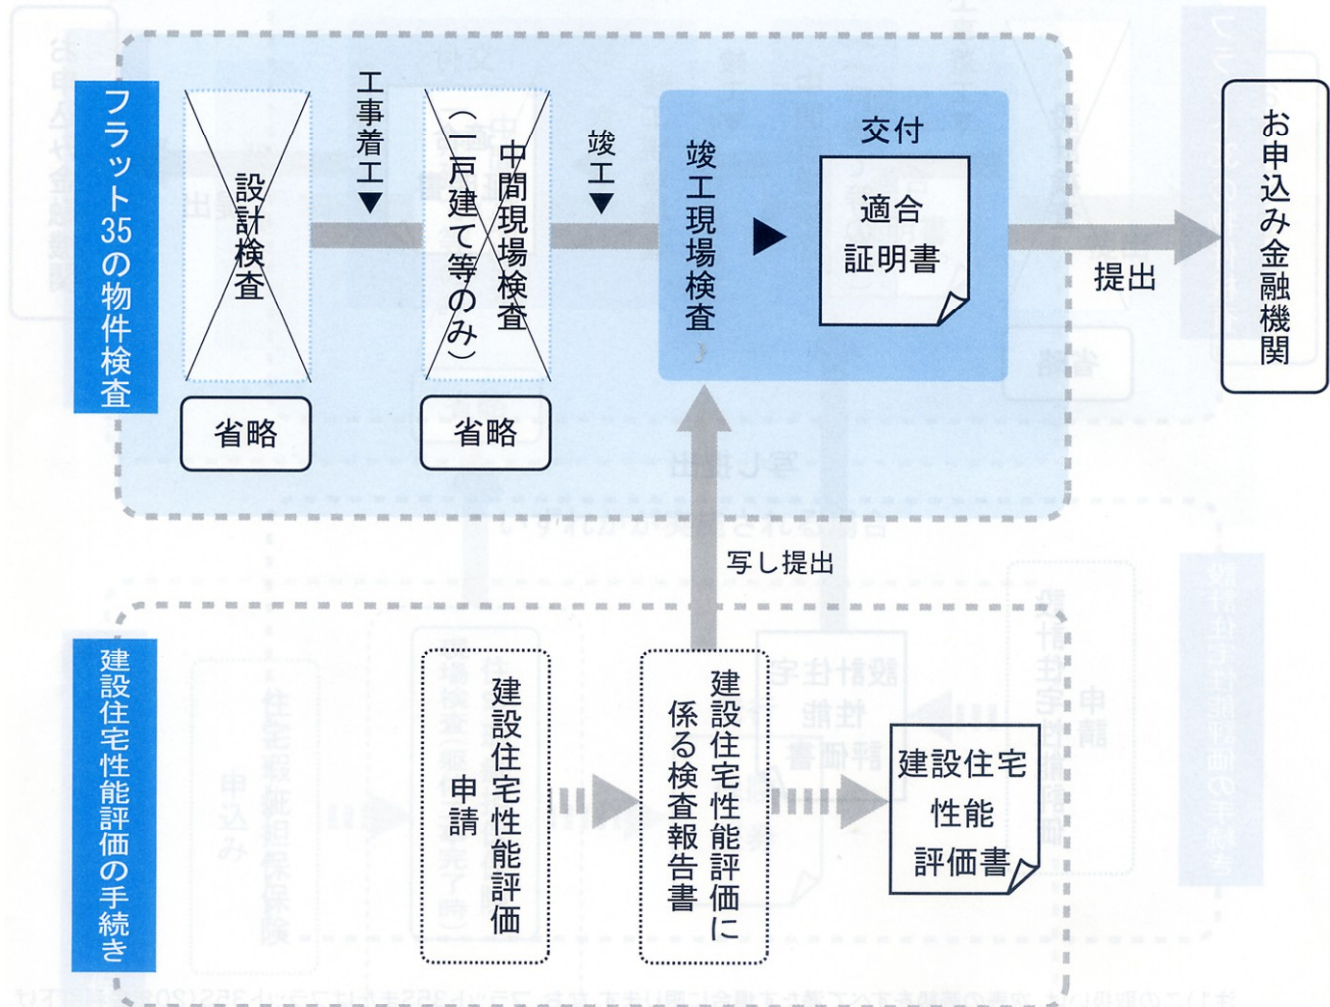 フラット35の物件検査
設計検査
省略
工事着工
中間現場検査
(一戸建て等のみ)
省略
竣工
竣工現場検査
交付
適合
証明書
提出
お申込み金融機関
写し提出
建設住宅性能評価の手続き
建設住宅性能評価
申請
建設住宅性能評価に
係る検査報告書
建設住宅
性能
評価書